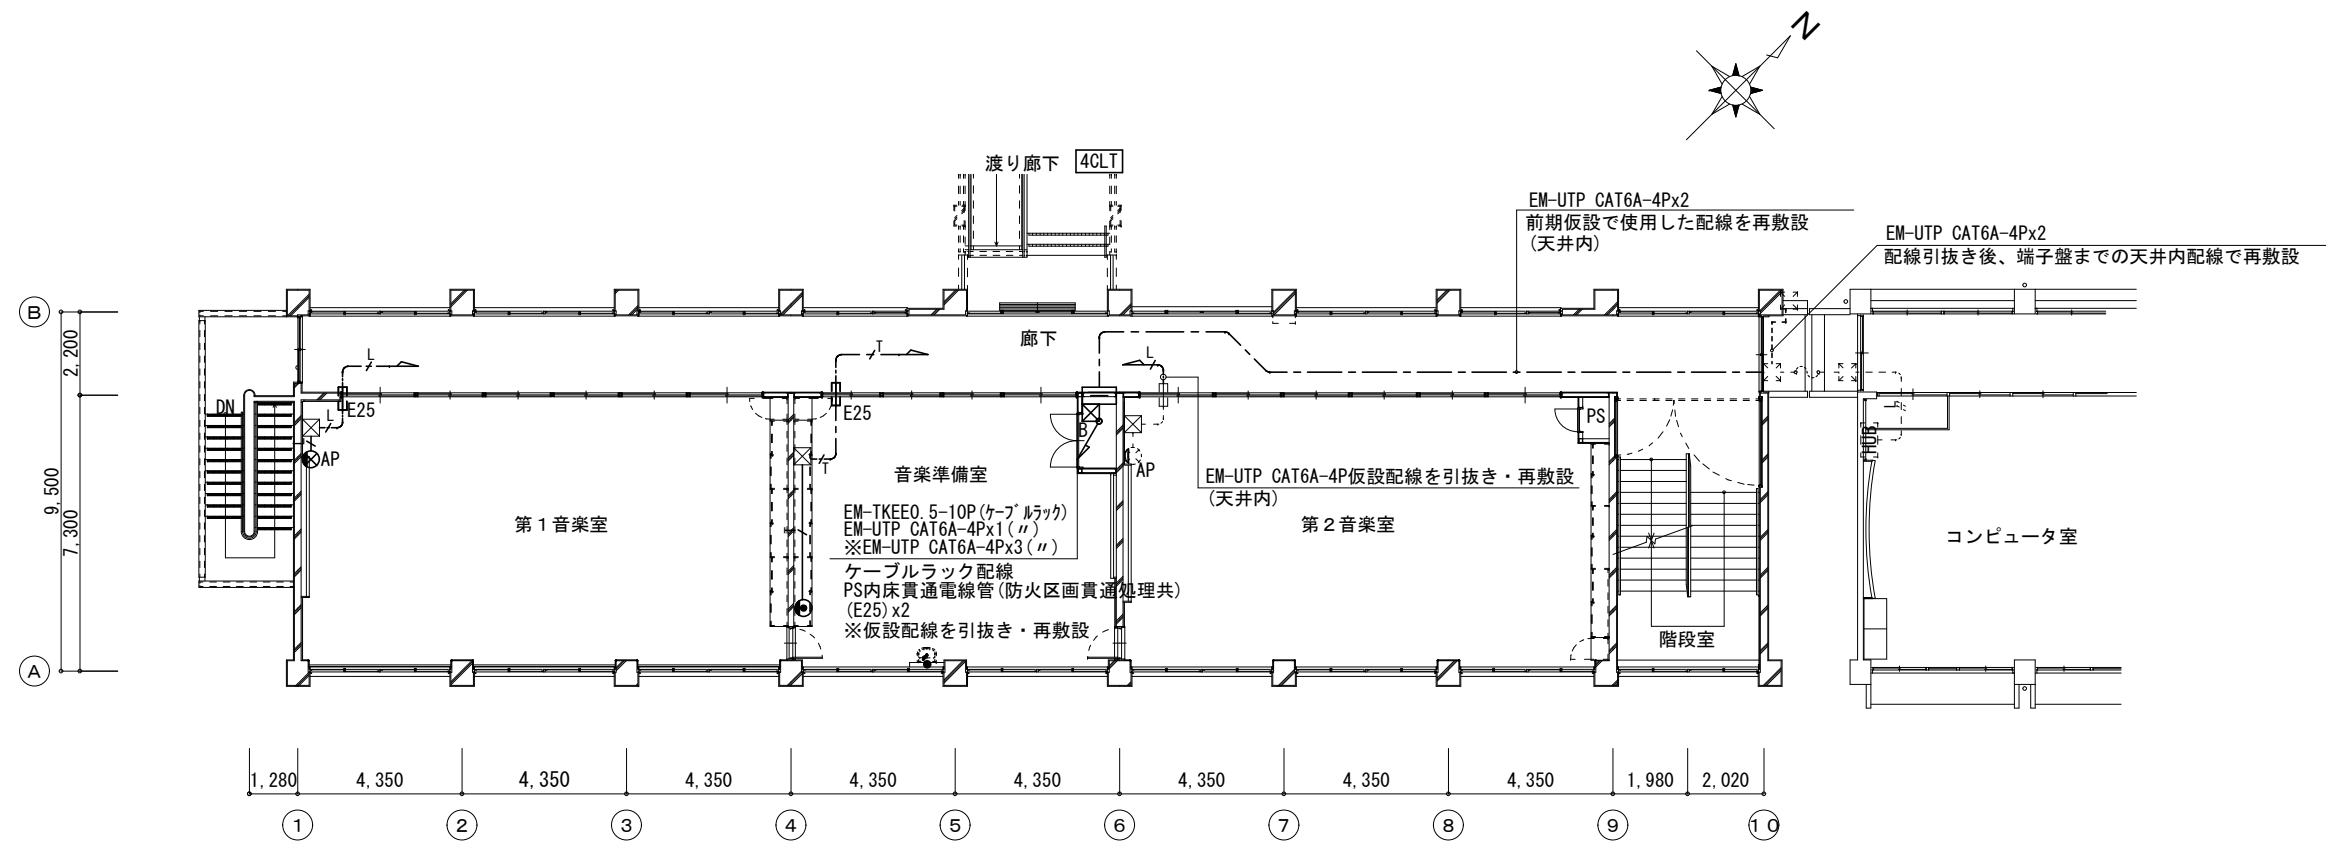 N
渡り廊下
4CLT
EM-UTP CAT6A-4Px2
前期仮設で使用した配線を再敷設
(天井内)
EM-UTP CAT6A-4Px2
配線引抜き後、端子盤までの天井内配線で再敷設
B
2,200
9,500
7,300
A
廊下
L
T
L
DN
L
E25
AP
E25
T
B
AP
PS
L
HUB
音楽準備室
第1音楽室
EM-TKEE0.5-10P(ケーブルラック)
EM-UTP CAT6A-4Px1(〃)
※EM-UTP CAT6A-4Px3(〃)
ケーブルラック配線
PS内床貫通電線管(防火区画貫通処理共)
(E25)x2
※仮設配線を引抜き・再敷設
EM-UTP CAT6A-4P仮設配線を引抜き・再敷設
(天井内)
第2音楽室
コンピュータ室
階段室
1,280
4,350
4,350
4,350
4,350
4,350
4,350
4,350
4,350
1,980
2,020
1
2
3
4
5
6
7
8
9
10